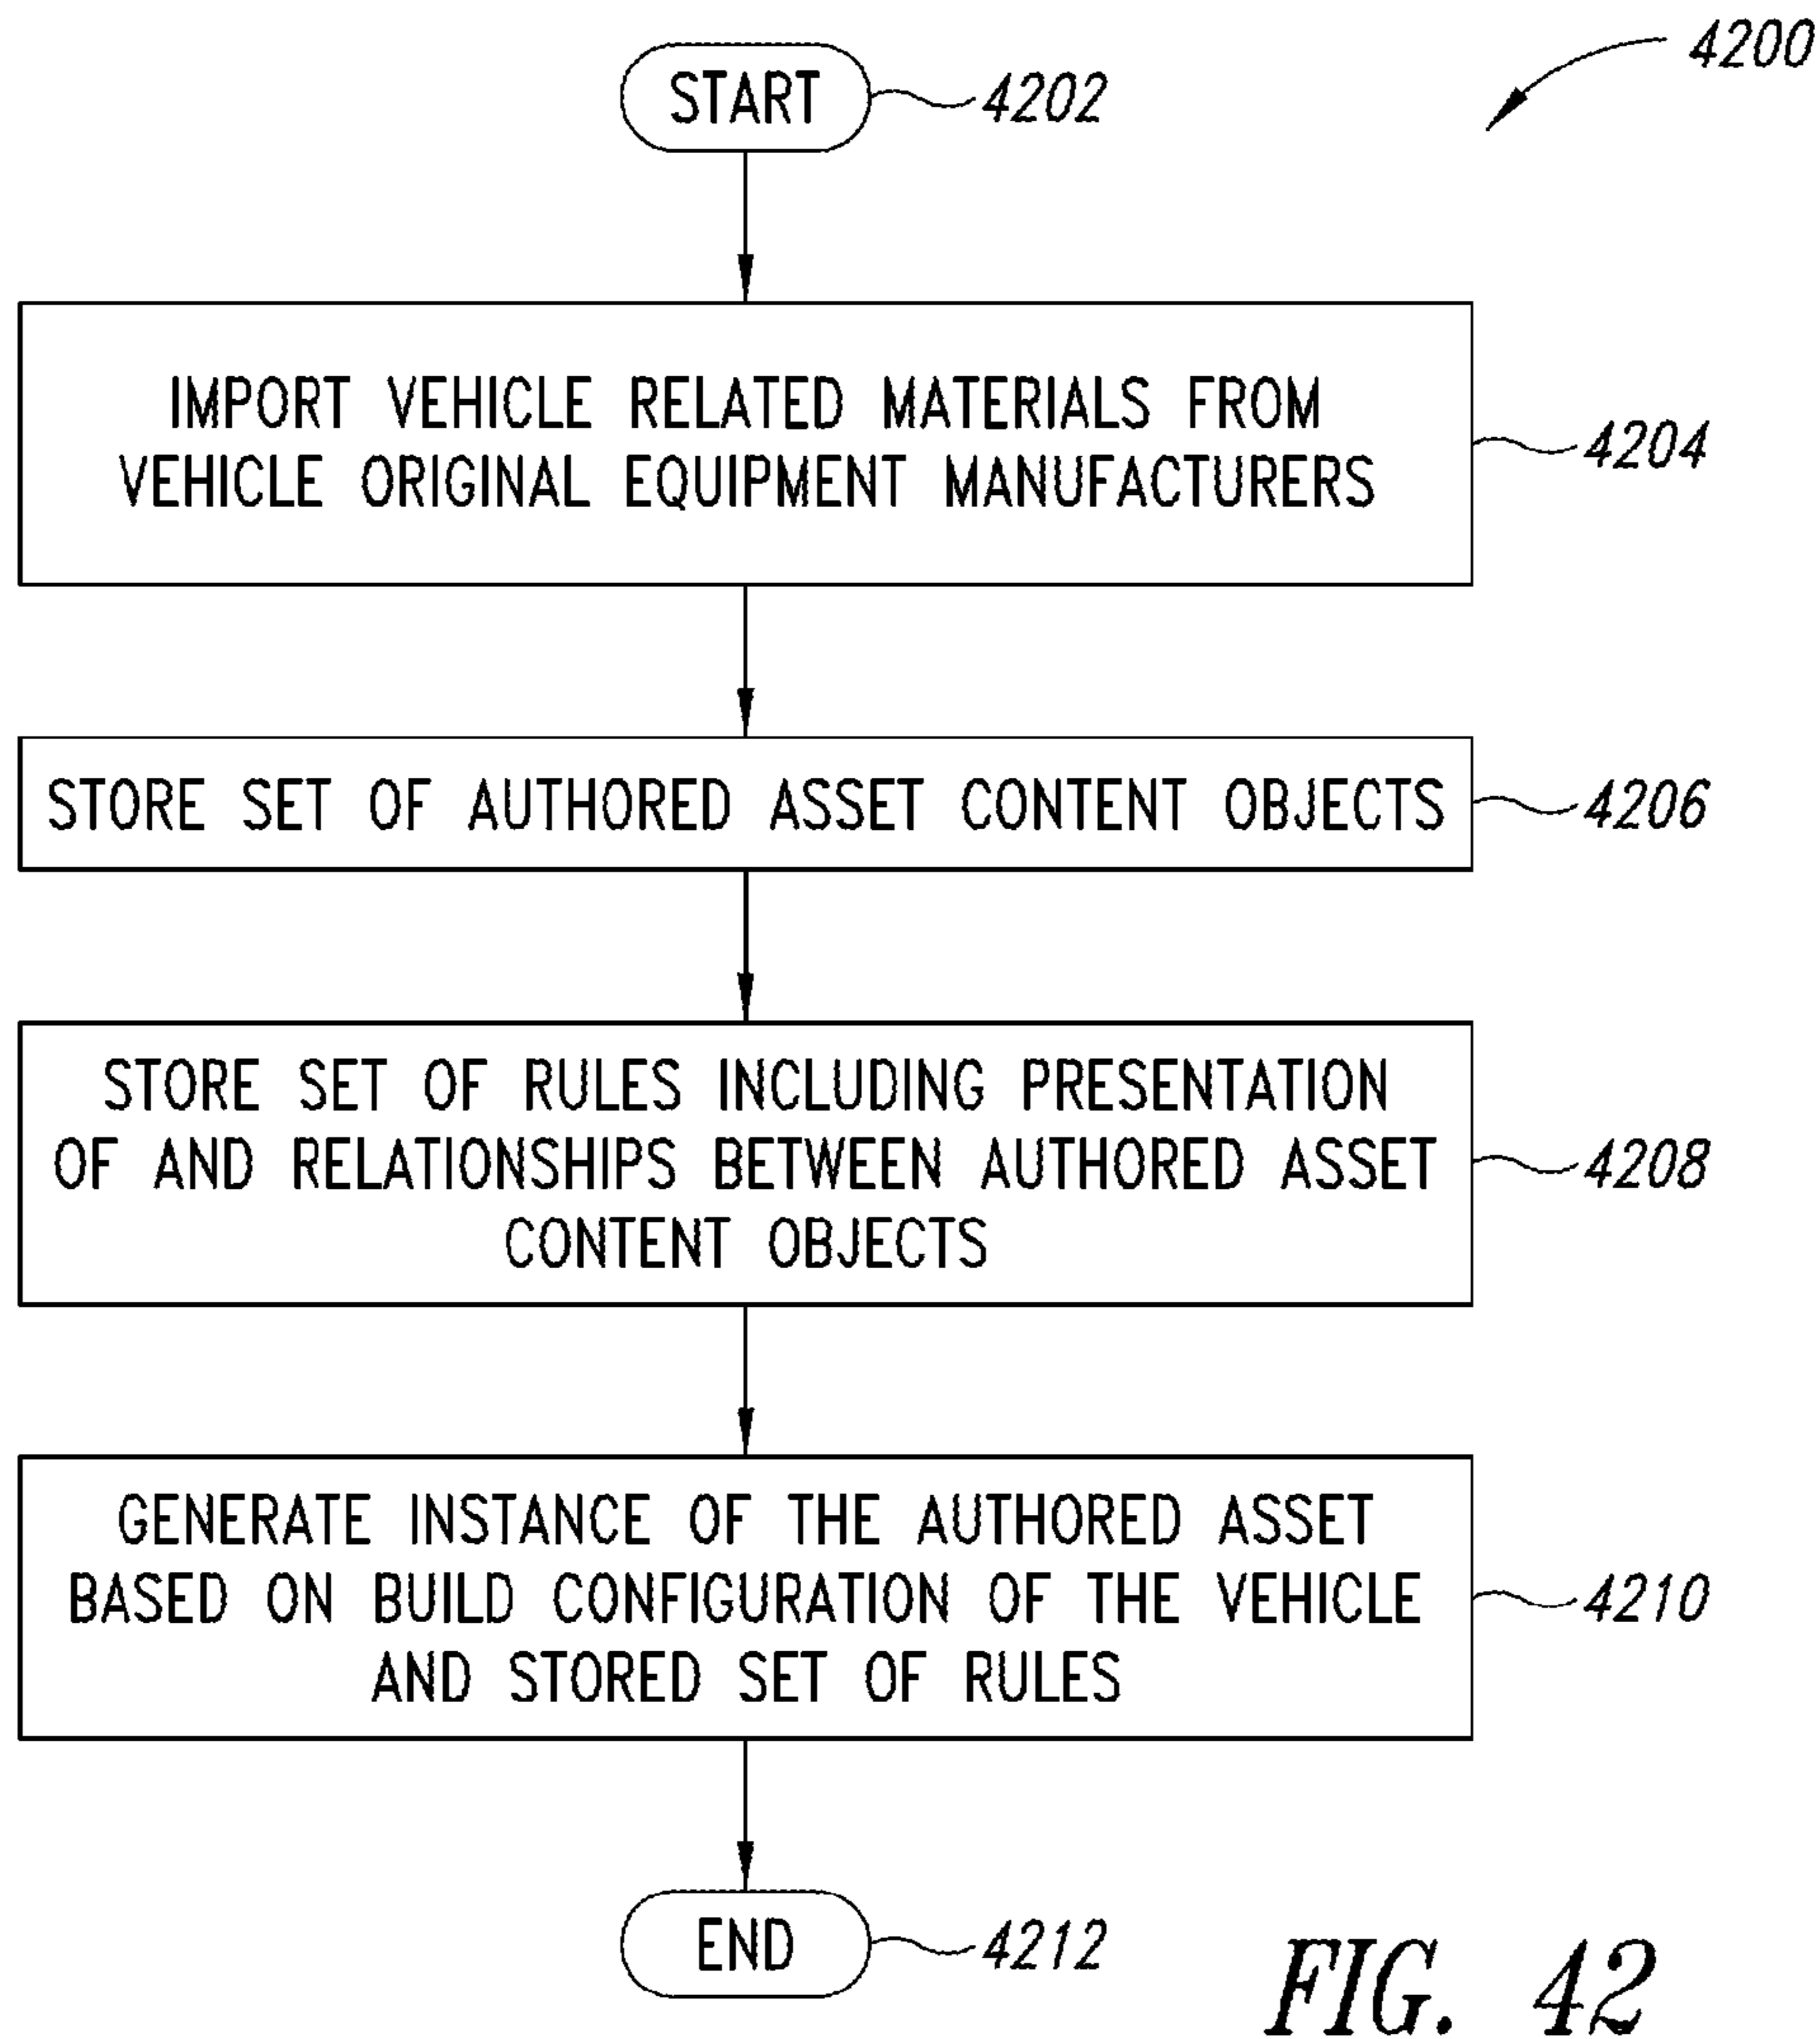 4200
START
4202
IMPORT VEHICLE RELATED MATERIALS FROM
VEHICLE ORIGINAL EQUIPMENT MANUFACTURERS
4204
STORE SET OF AUTHORED ASSET CONTENT OBJECTS
4206
STORE SET OF RULES INCLUDING PRESENTATION
OF AND RELATIONSHIPS BETWEEN AUTHORED ASSET
CONTENT OBJECTS
4208
GENERATE INSTANCE OF THE AUTHORED ASSET
BASED ON BUILD CONFIGURATION OF THE VEHICLE
AND STORED SET OF RULES
4210
END
4212
FIG. 42